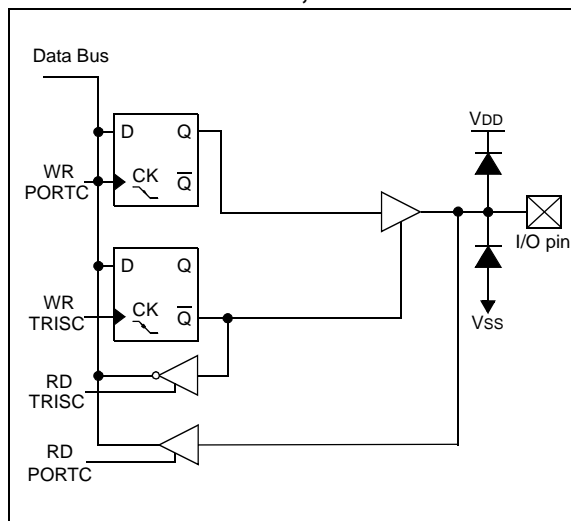 Data Bus
D Q
WR
PORTC
CK Q
VDD
I/O pin
D Q
WR
TRISC
CK Q
VSS
RD
TRISC
RD
PORTC